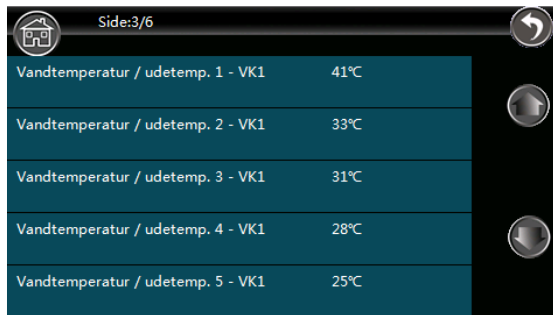 Side:3/6
Vandtemperatur / udetemp. 1 - VK1 41℃
Vandtemperatur / udetemp. 2 - VK1 33℃
Vandtemperatur / udetemp. 3 - VK1 31℃
Vandtemperatur / udetemp. 4 - VK1 28℃
Vandtemperatur / udetemp. 5 - VK1 25℃